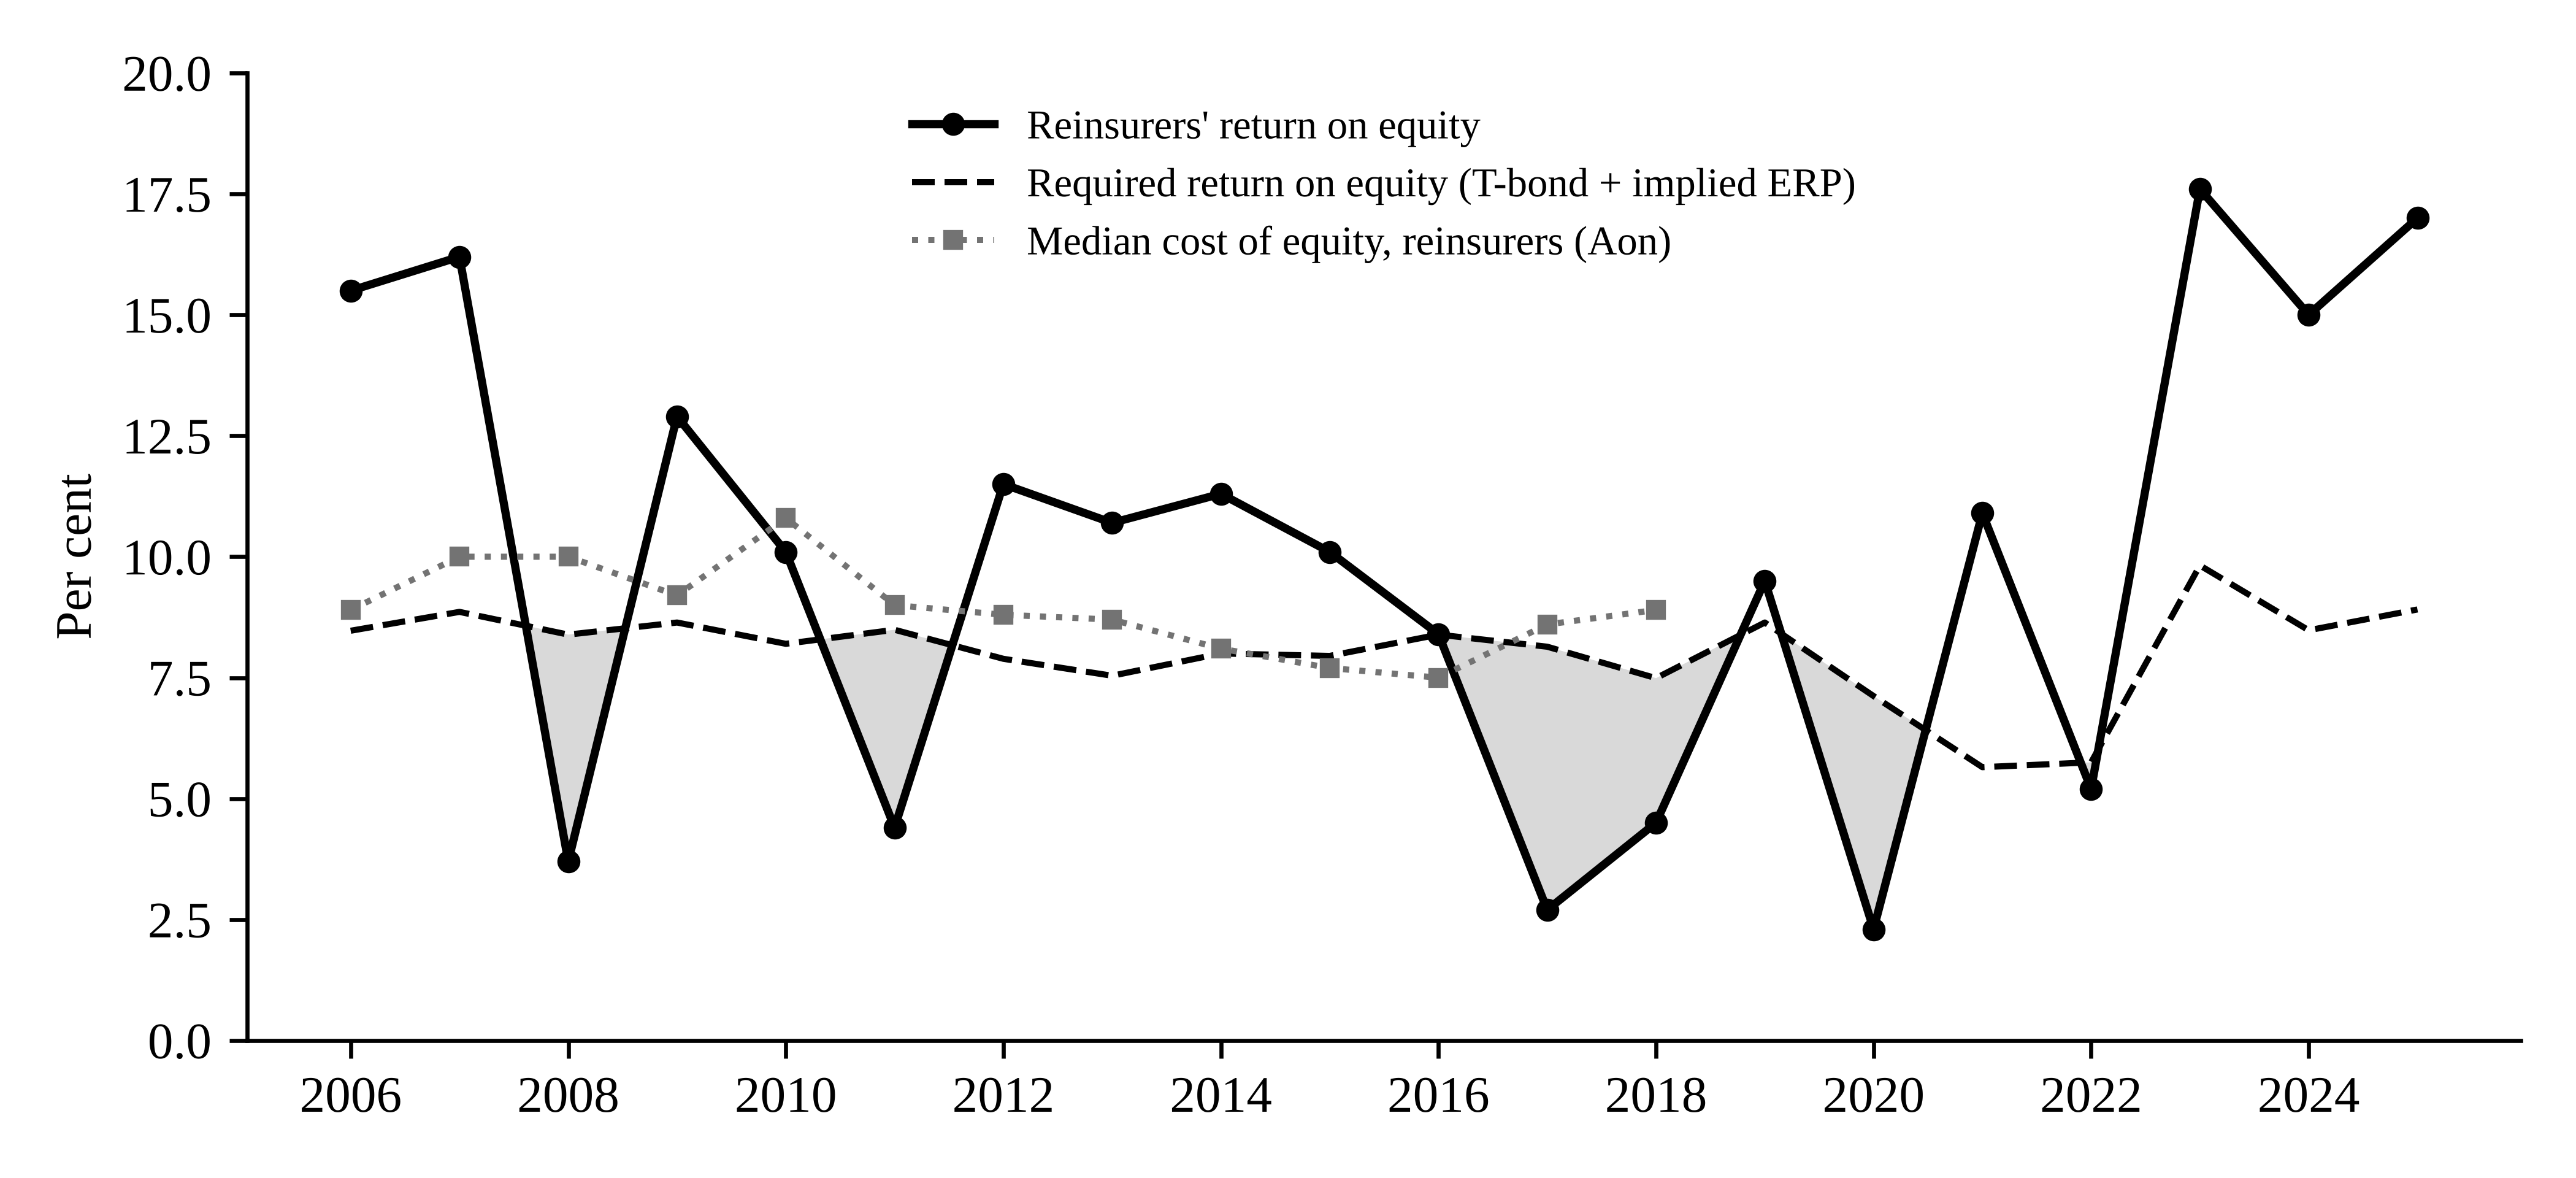 20.0
17.5
15.0
12.5
10.0
7.5
5.0
2.5
0.0
Per cent
Reinsurers' return on equity
Required return on equity (T-bond + implied ERP)
Median cost of equity, reinsurers (Aon)
2006 2008 2010 2012 2014 2016 2018 2020 2022 2024